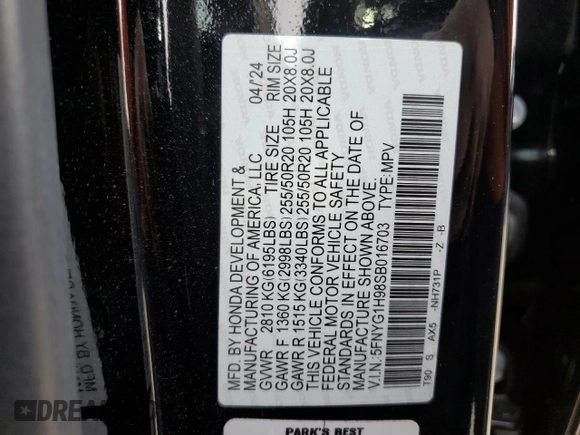 MFD. BY HONDA DEVELOPMENT &
MANUFACTURING OF AMERICA, LLC 04/24
GVWR 2810 KG(6195LBS) TIRE SIZE RIM SIZE
GAWR F 1360 KG(2998LBS) 255/50R20 105H 20X8.0J
GAWR R 1515 KG(3340LBS) 255/50R20 105H 20X8.0J
THIS VEHICLE CONFORMS TO ALL APPLICABLE
FEDERAL MOTOR VEHICLE SAFETY
STANDARDS IN EFFECT ON THE DATE OF
MANUFACTURE SHOWN ABOVE.
V.I.N.:5FNYG1H98SB016703 TYPE:MPV
T90 S AX5 NH731P -Z -B
PARK'S BEST